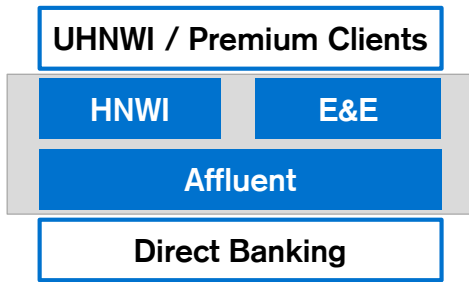 UHNWI / Premium Clients
HNWI E&E
Affluent
Direct Banking